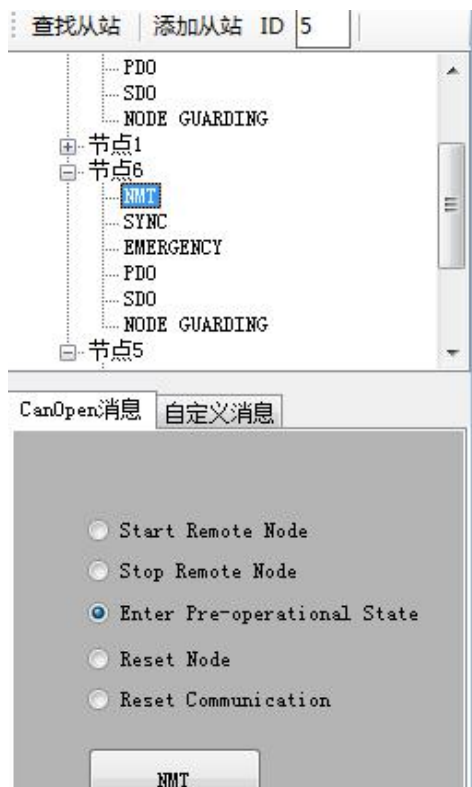 查找从站 添加从站 ID 5
PDO
SDO
NODE GUARDING
节点1
节点6
NMT
SYNC
EMERGENCY
PDO
SDO
NODE GUARDING
节点5
CanOpen消息 自定义消息
Start Remote Node
Stop Remote Node
Enter Pre-operational State
Reset Node
Reset Communication
NMT